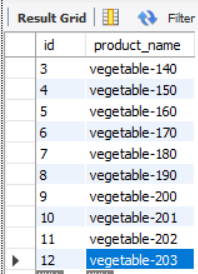 Result Grid Filter
id product_name
3 vegetable-140
4 vegetable-150
5 vegetable-160
6 vegetable-170
7 vegetable-180
8 vegetable-190
9 vegetable-200
10 vegetable-201
11 vegetable-202
12 vegetable-203